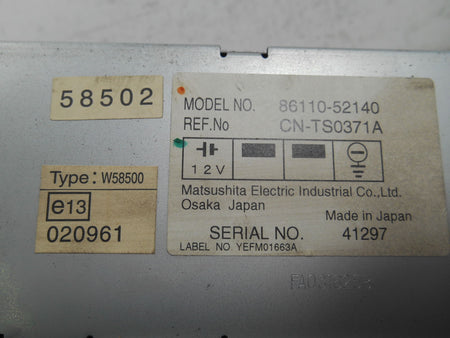 58502
MODEL NO. 86110-52140
REF.No CN-TS0371A
12V
Matsushita Electric Industrial Co.,Ltd.
Osaka Japan
Made in Japan
SERIAL NO. 41297
LABEL NO. YEFM01663A
Type: W58500
e13
020961